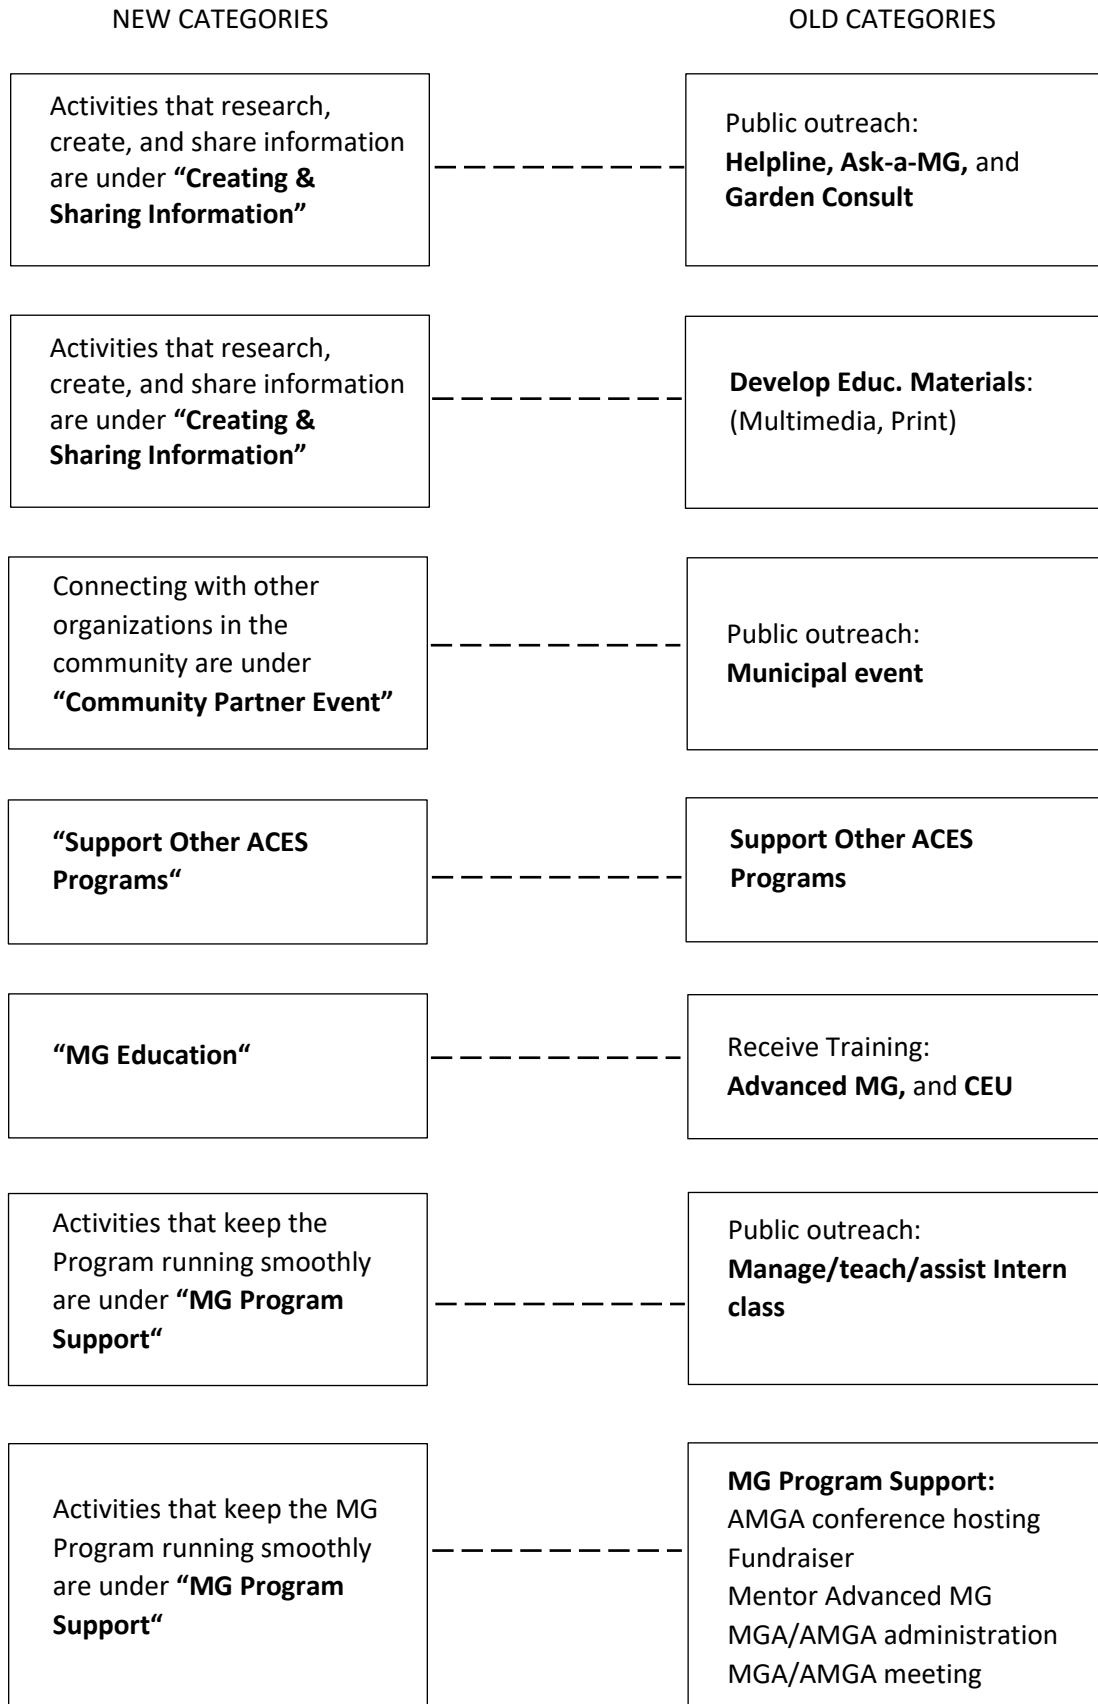 NEW CATEGORIES
OLD CATEGORIES
Activities that research,
create, and share information
are under “Creating &
Sharing Information”
Public outreach:
Helpline, Ask-a-MG, and
Garden Consult
Activities that research,
create, and share information
are under “Creating &
Sharing Information”
Develop Educ. Materials:
(Multimedia, Print)
Connecting with other
organizations in the
community are under
“Community Partner Event”
Public outreach:
Municipal event
“Support Other ACES
Programs“
Support Other ACES
Programs
“MG Education“
Receive Training:
Advanced MG, and CEU
Activities that keep the
Program running smoothly
are under “MG Program
Support“
Public outreach:
Manage/teach/assist Intern
class
Activities that keep the MG
Program running smoothly
are under “MG Program
Support“
MG Program Support:
AMGA conference hosting
Fundraiser
Mentor Advanced MG
MGA/AMGA administration
MGA/AMGA meeting